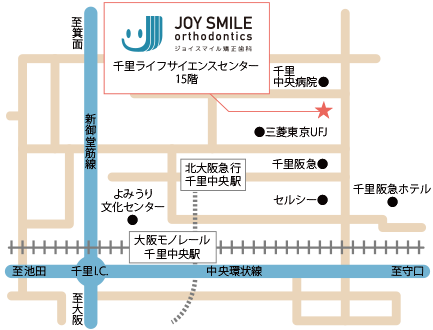 至箕面
JOY SMILE
orthodontics
ジョイスマイル矯正歯科
千里ライフサイエンスセンター
15階
千里
中央病院
三菱東京UFJ
新御堂筋線
北大阪急行
千里中央駅
千里阪急
千里阪急ホテル
よみうり
文化センター
セルシー
大阪モノレール
千里中央駅
至池田
千里I.C.
中央環状線
至守口
至大阪